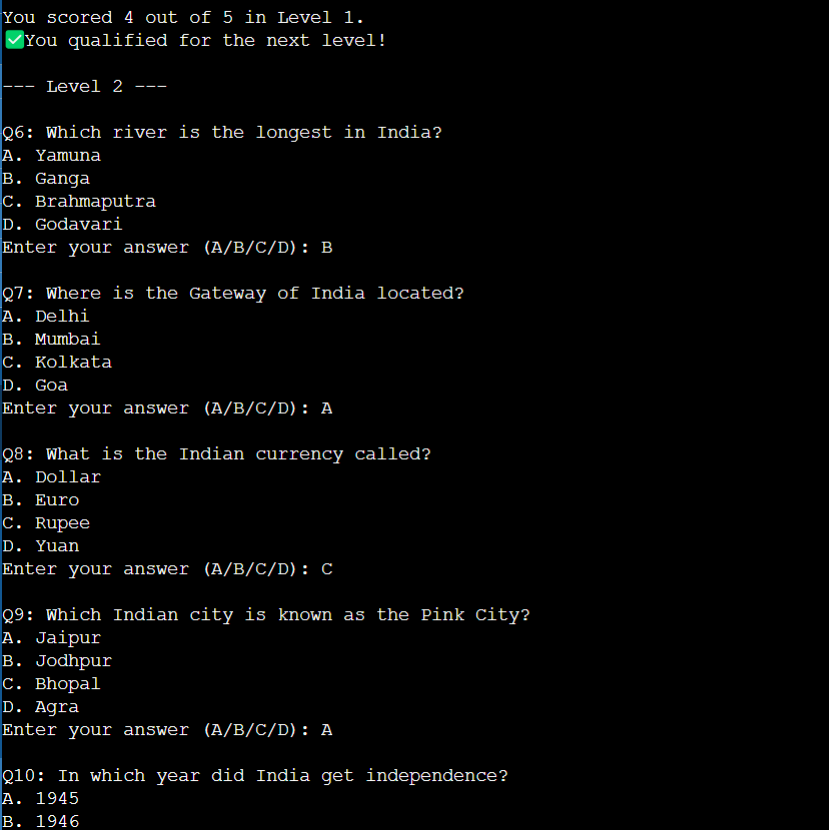 You scored 4 out of 5 in Level 1.
✅You qualified for the next level!
--- Level 2 ---
Q6: Which river is the longest in India?
A. Yamuna
B. Ganga
C. Brahmaputra
D. Godavari
Enter your answer (A/B/C/D): B
Q7: Where is the Gateway of India located?
A. Delhi
B. Mumbai
C. Kolkata
D. Goa
Enter your answer (A/B/C/D): A
Q8: What is the Indian currency called?
A. Dollar
B. Euro
C. Rupee
D. Yuan
Enter your answer (A/B/C/D): C
Q9: Which Indian city is known as the Pink City?
A. Jaipur
B. Jodhpur
C. Bhopal
D. Agra
Enter your answer (A/B/C/D): A
Q10: In which year did India get independence?
A. 1945
B. 1946